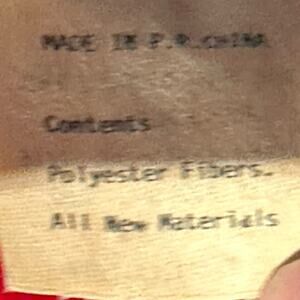 MADE IN P.R.CHINA
Contents
Polyester Fibers.
All New Materials